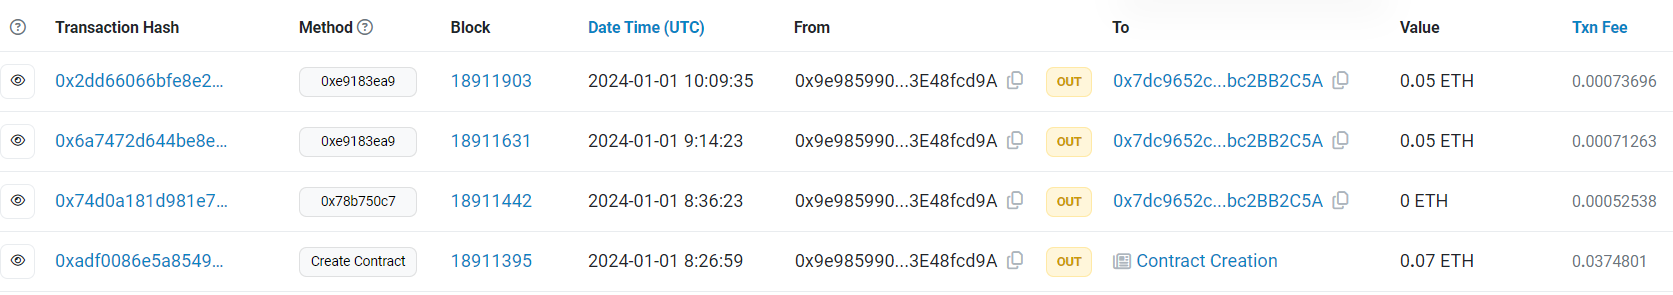 Transaction Hash Method Block Date Time (UTC) From To Value Txn Fee
0x2dd66066bfe8e2... 0xe9183ea9 18911903 2024-01-01 10:09:35 0x9e985990...3E48fcd9A OUT 0x7dc9652c...bc2BB2C5A 0.05 ETH 0.00073696
0x6a7472d644be8e... 0xe9183ea9 18911631 2024-01-01 9:14:23 0x9e985990...3E48fcd9A OUT 0x7dc9652c...bc2BB2C5A 0.05 ETH 0.00071263
0x74d0a181d981e7... 0x78b750c7 18911442 2024-01-01 8:36:23 0x9e985990...3E48fcd9A OUT 0x7dc9652c...bc2BB2C5A 0 ETH 0.00052538
0xadf0086e5a8549... Create Contract 18911395 2024-01-01 8:26:59 0x9e985990...3E48fcd9A OUT Contract Creation 0.07 ETH 0.0374801